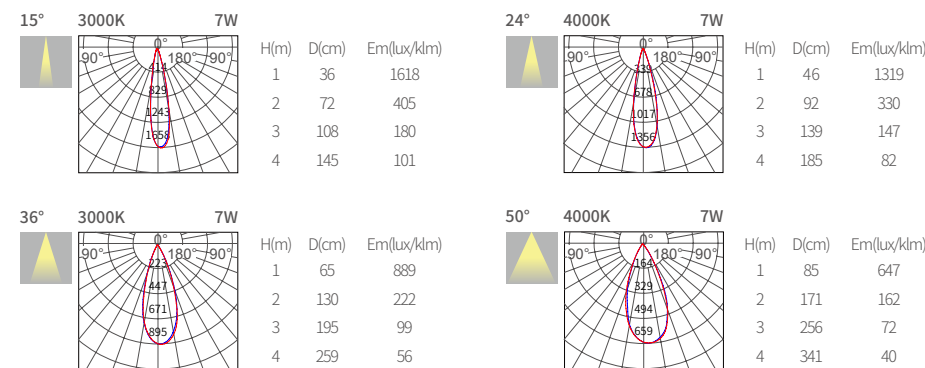 15° 3000K 7W
0°
90° 180° 90°
414
829
1243
1658
H(m) D(cm) Em(lux/klm)
1 36 1618
2 72 405
3 108 180
4 145 101
24° 4000K 7W
0°
90° 180° 90°
339
678
1017
1356
H(m) D(cm) Em(lux/klm)
1 46 1319
2 92 330
3 139 147
4 185 82
36° 3000K 7W
0°
90° 180° 90°
223
447
671
895
H(m) D(cm) Em(lux/klm)
1 65 889
2 130 222
3 195 99
4 259 56
50° 4000K 7W
0°
90° 180° 90°
164
329
494
659
H(m) D(cm) Em(lux/klm)
1 85 647
2 171 162
3 256 72
4 341 40